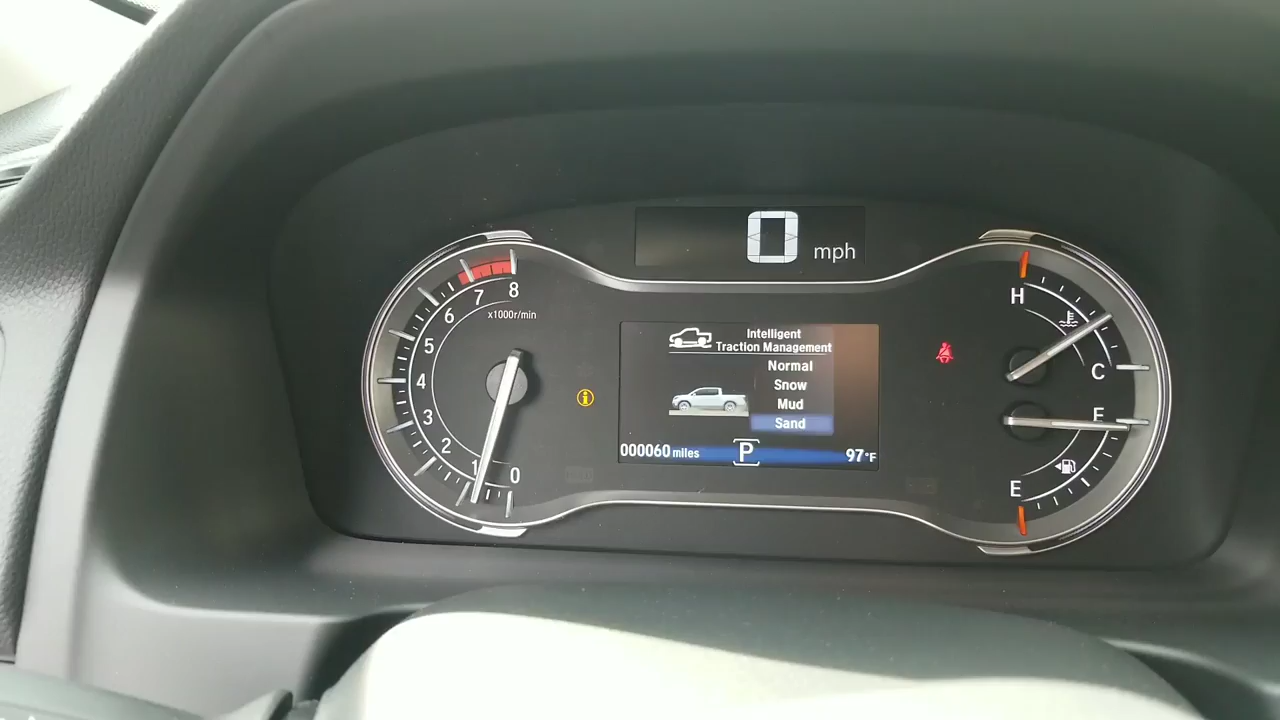 0 mph
8
7
6
x1000r/min
5
4
3
2
1
0
Intelligent
Traction Management
Normal
Snow
Mud
Sand
000060 miles P 97°F
H
C
F
E